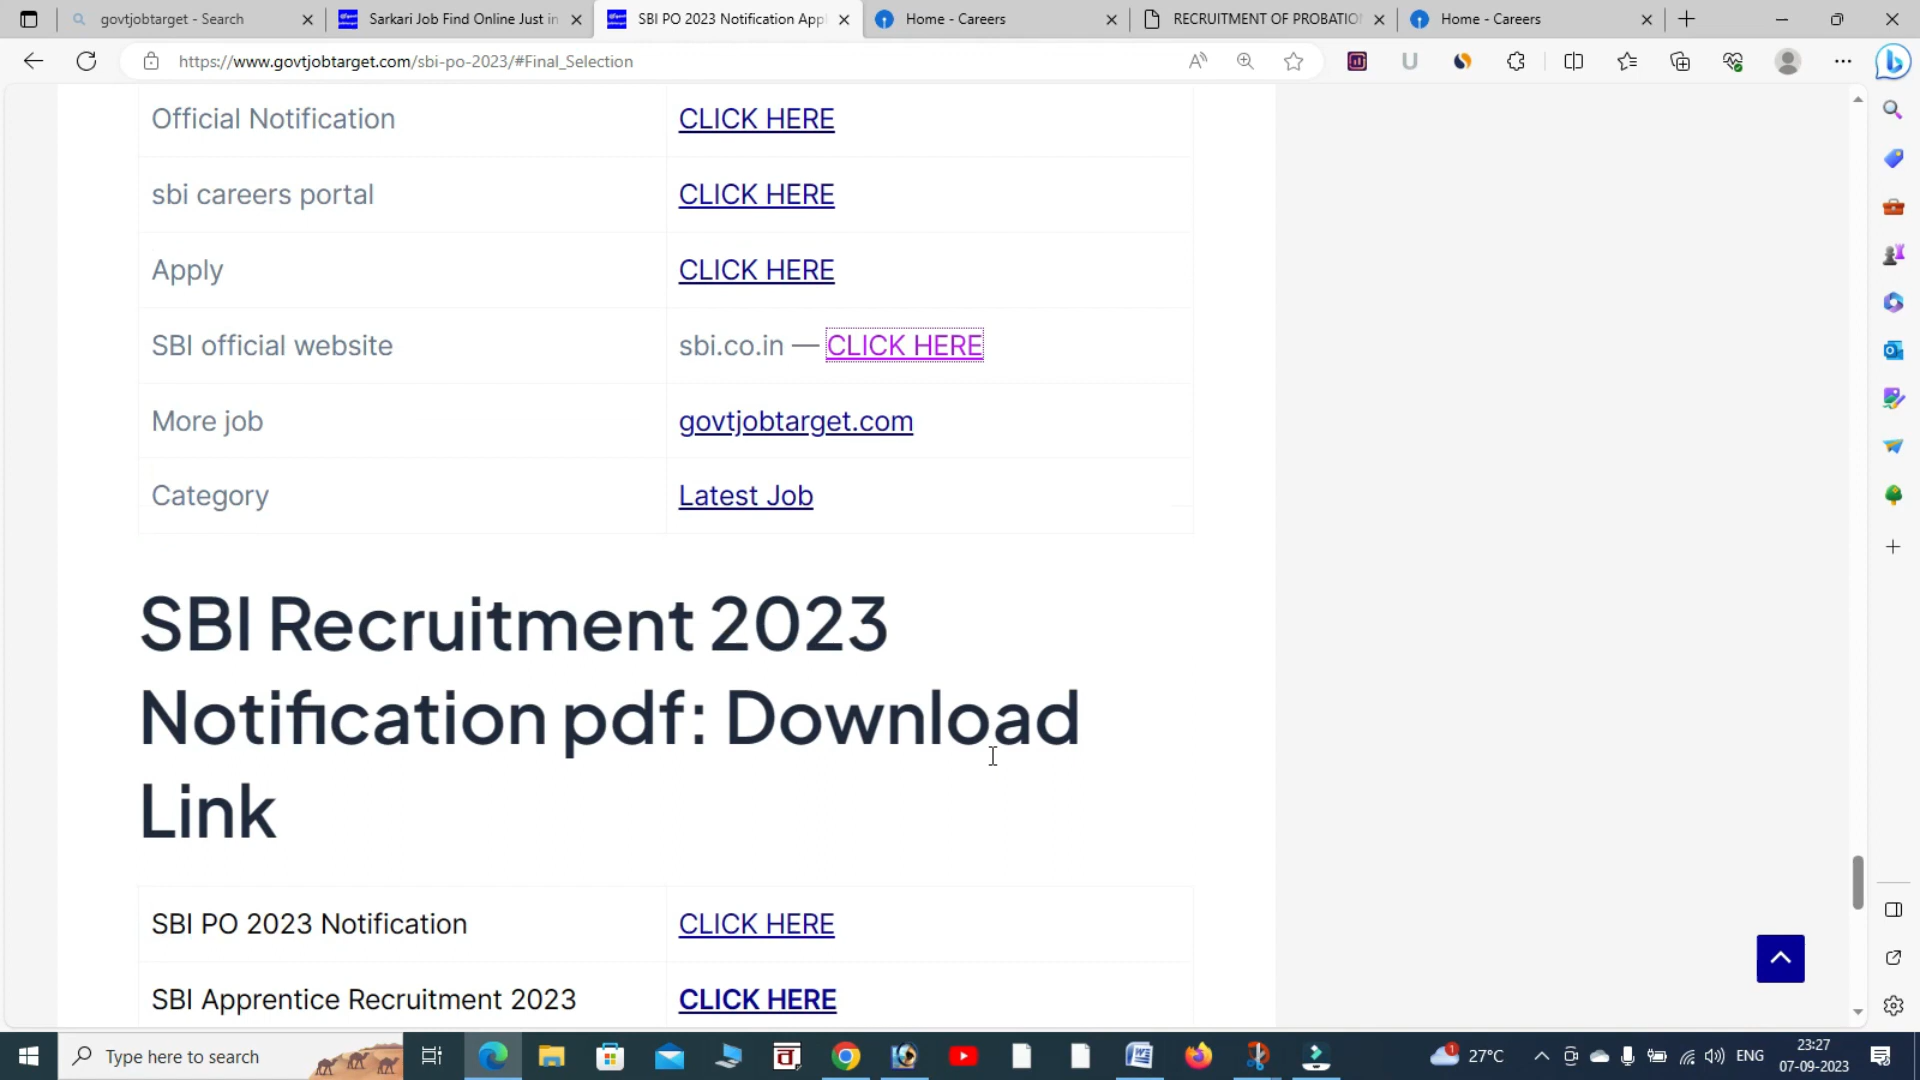 govtjobtarget - Search
Sarkari Job Find Online Just in
SBI PO 2023 Notification Appl
Home - Careers
RECRUITMENT OF PROBATIO
Home - Careers
https://www.govtjobtarget.com/sbi-po-2023/#Final_Selection
Official Notification CLICK HERE
sbi careers portal CLICK HERE
Apply CLICK HERE
SBI official website sbi.co.in — CLICK HERE
More job govtjobtarget.com
Category Latest Job
SBI Recruitment 2023
Notification pdf: Download
Link
SBI PO 2023 Notification CLICK HERE
SBI Apprentice Recruitment 2023 CLICK HERE
Type here to search
1
27°C
ENG
23:27
07-09-2023